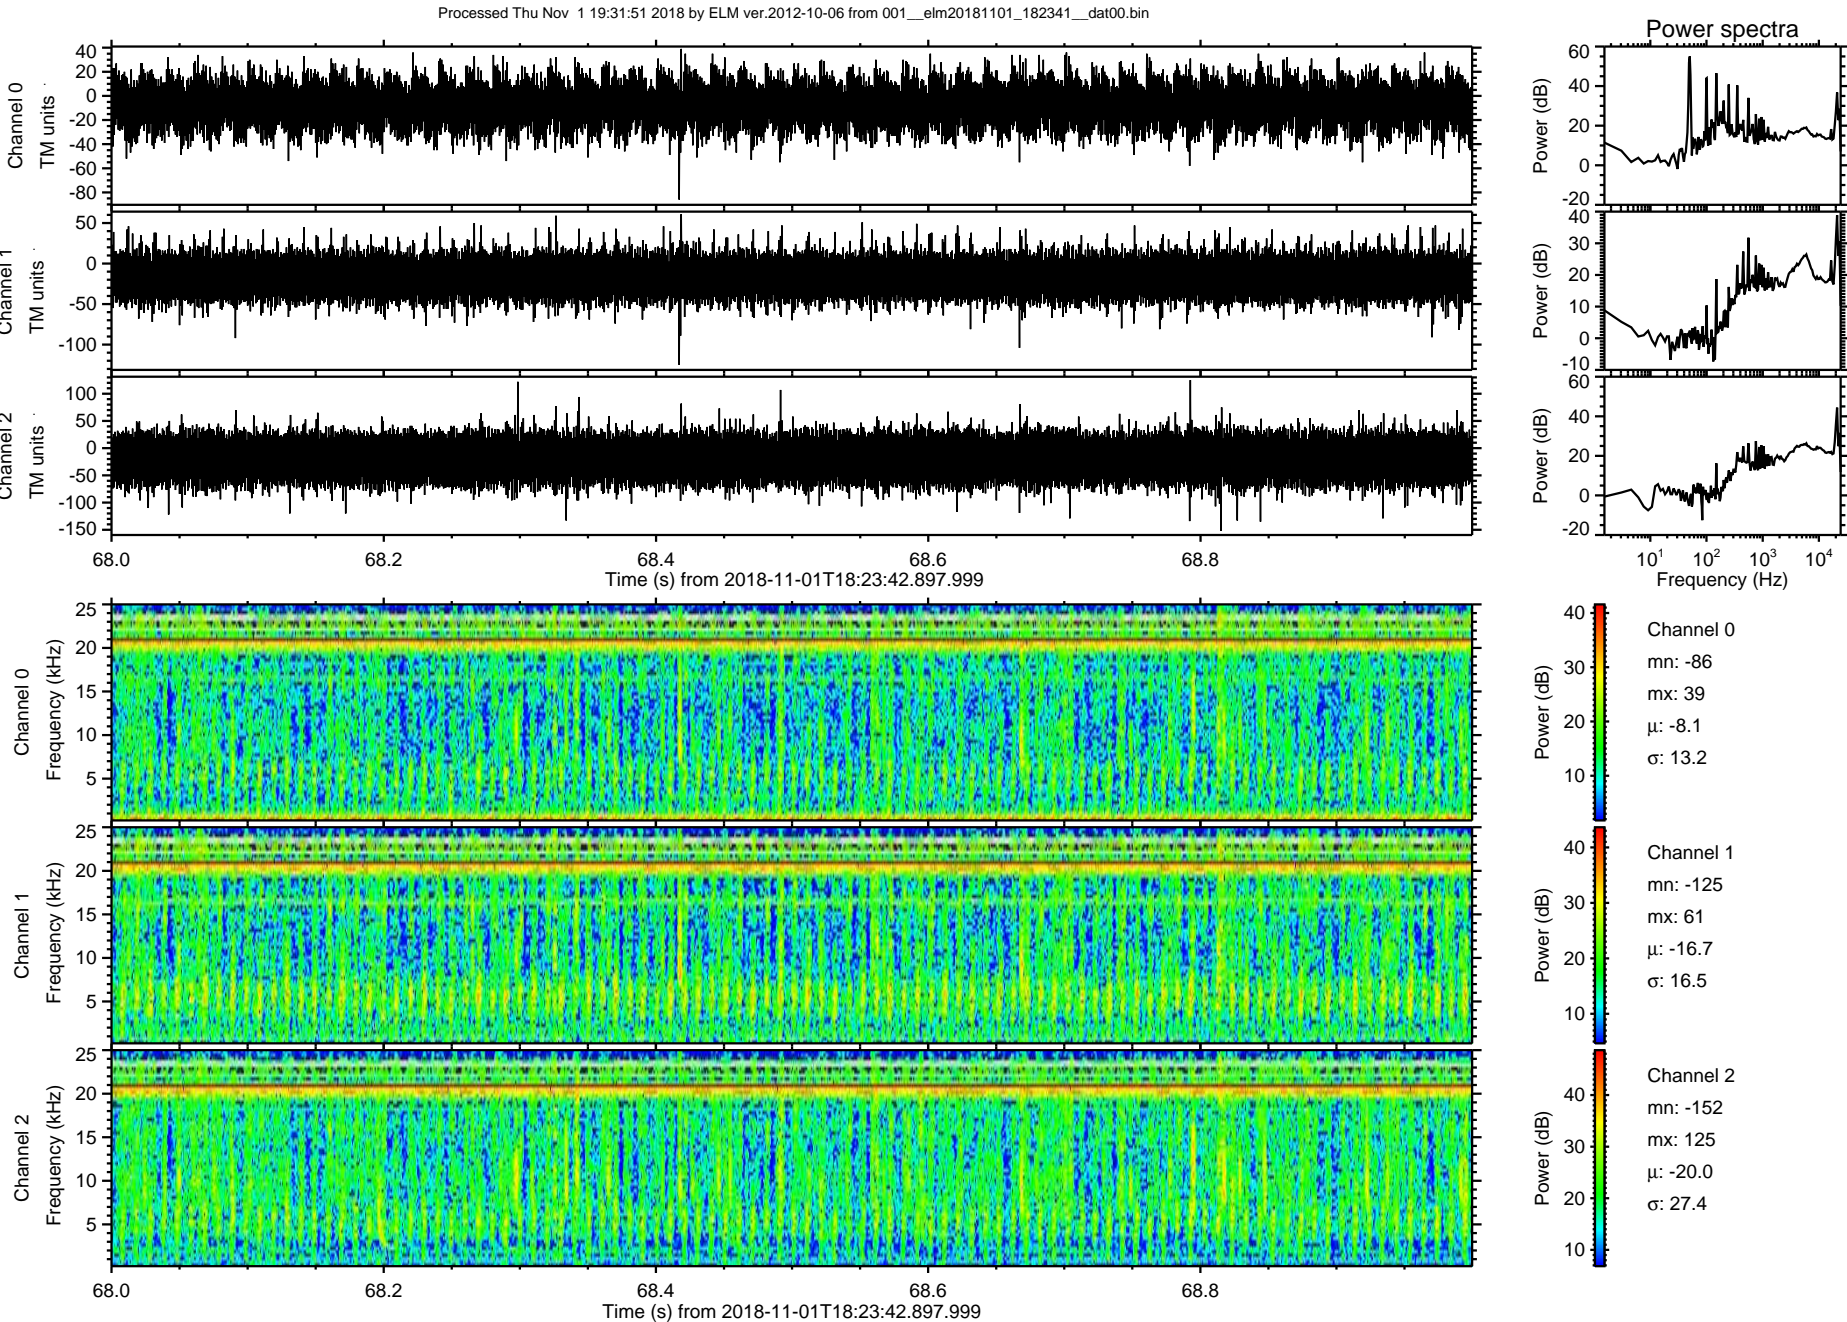 Processed Thu Nov  1 19:31:51 2018 by ELM ver.2012-10-06 from 001__elm20181101_182341__dat00.bin
Power spectra
Channel 0
TM units
40
20
0
-20
-40
-60
-80
Power (dB)
60
40
20
0
-20
Channel 1
TM units
50
0
-50
-100
Power (dB)
40
30
20
10
0
-10
Channel 2
TM units
100
50
0
-50
-100
-150
Power (dB)
60
40
20
0
-20
68.0 68.2 68.4 68.6 68.8
Time (s) from 2018-11-01T18:23:42.897.999
10¹ 10² 10³ 10⁴
Frequency (Hz)
Channel 0
Frequency (kHz)
25
20
15
10
5
Power (dB)
40
30
20
10
Channel 0
mn: -86
mx: 39
μ: -8.1
σ: 13.2
Channel 1
Frequency (kHz)
25
20
15
10
5
Power (dB)
40
30
20
10
Channel 1
mn: -125
mx: 61
μ: -16.7
σ: 16.5
Channel 2
Frequency (kHz)
25
20
15
10
5
Power (dB)
40
30
20
10
Channel 2
mn: -152
mx: 125
μ: -20.0
σ: 27.4
68.0 68.2 68.4 68.6 68.8
Time (s) from 2018-11-01T18:23:42.897.999